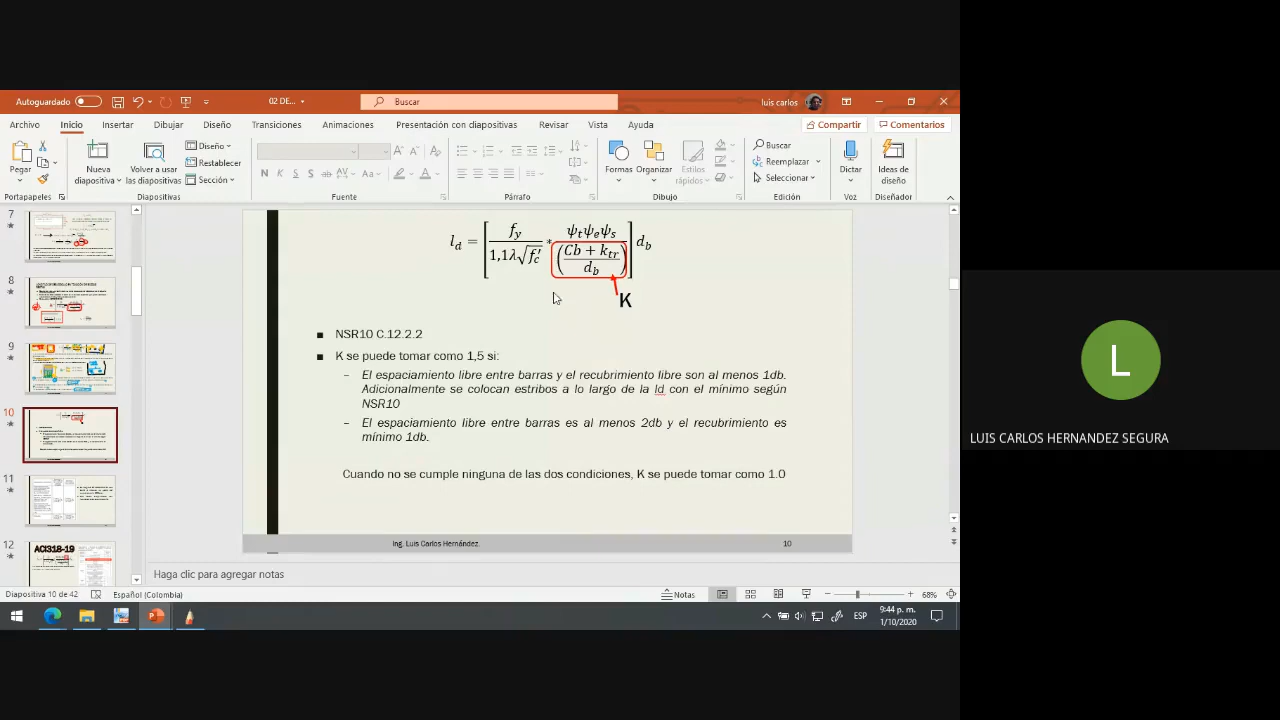 Autoguardado
02 DE...
Buscar
luis carlos
Archivo Inicio Insertar Dibujar Diseño Transiciones Animaciones Presentación con diapositivas Revisar Vista Ayuda Compartir Comentarios
Pegar
Nueva diapositiva
Volver a usar las diapositivas
Diseño
Restablecer
Sección
N K S S ab AV Aa A
Formas Organizar Estilos rápidos
Buscar
Reemplazar
Seleccionar
Dictar
Ideas de diseño
Portapapeles Diapositivas Fuente Párrafo Dibujo Edición Voz Diseñador
7
8
9
10
11
12
ACI318-19
l_d = [ f_y / 1,1λ√f'_c * ψ_tψ_eψ_s / ( (Cb + k_tr) / d_b ) ] d_b
K
NSR10 C.12.2.2
K se puede tomar como 1,5 si:
– El espaciamiento libre entre barras y el recubrimiento libre son al menos 1db.
Adicionalmente se colocan estribos a lo largo de la ld con el mínimo según
NSR10
– El espaciamiento libre entre barras es al menos 2db y el recubrimiento es
mínimo 1db.
Cuando no se cumple ninguna de las dos condiciones, K se puede tomar como 1.0
Ing. Luis Carlos Hernández. 10
Haga clic para agregar notas
Diapositiva 10 de 42 Español (Colombia) Notas 68%
ESP
9:44 p. m.
1/10/2020
L
LUIS CARLOS HERNANDEZ SEGURA